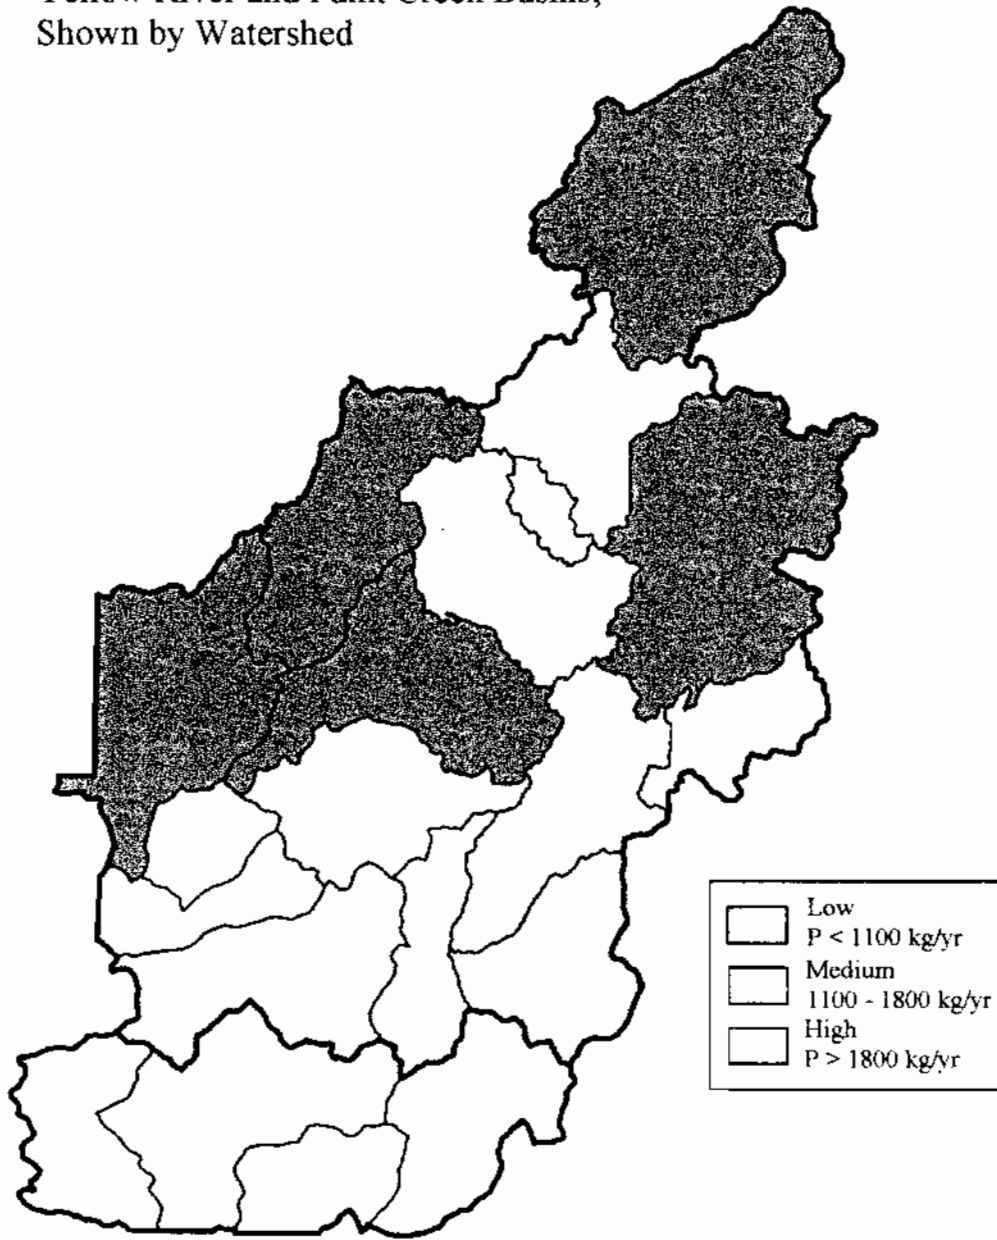 Shown by Watershed
Low
P < 1100 kg/yr
Medium
1100 - 1800 kg/yr
High
P > 1800 kg/yr